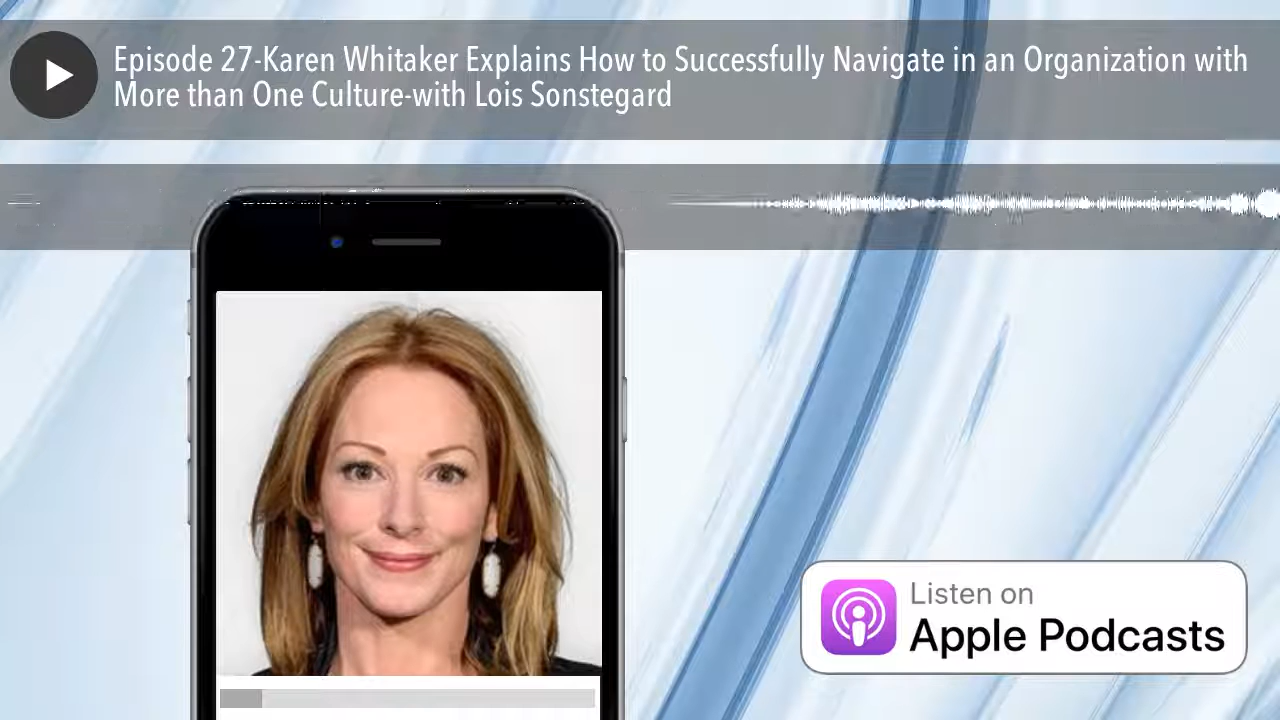 Episode 27-Karen Whitaker Explains How to Successfully Navigate in an Organization with
More than One Culture-with Lois Sonstegard
Listen on
Apple Podcasts